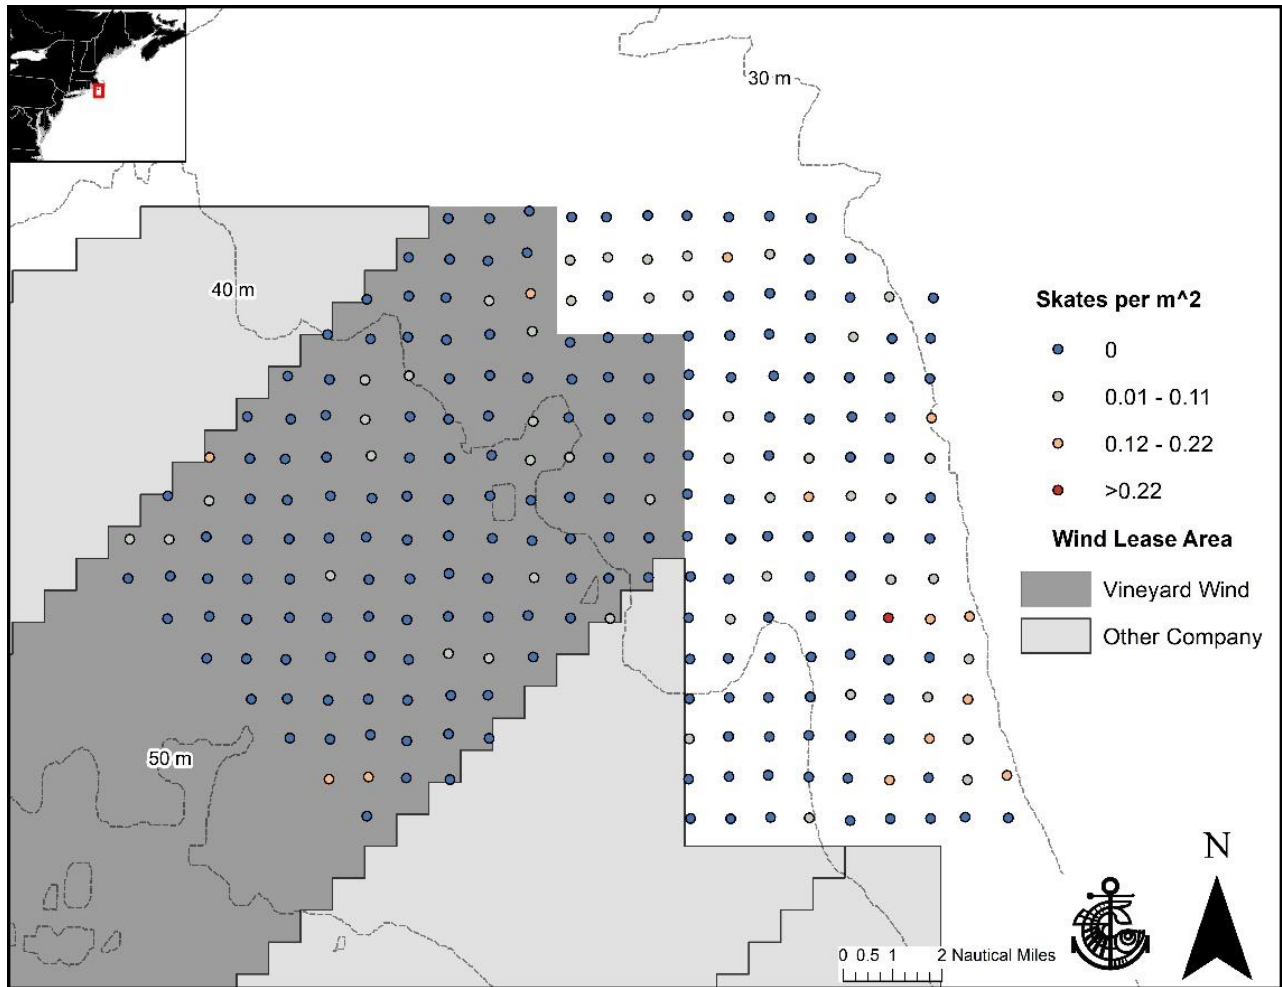 30 m
40 m
Skates per m^2
0
0.01 - 0.11
0.12 - 0.22
>0.22
Wind Lease Area
Vineyard Wind
Other Company
50 m
N
0 0.5 1 2 Nautical Miles